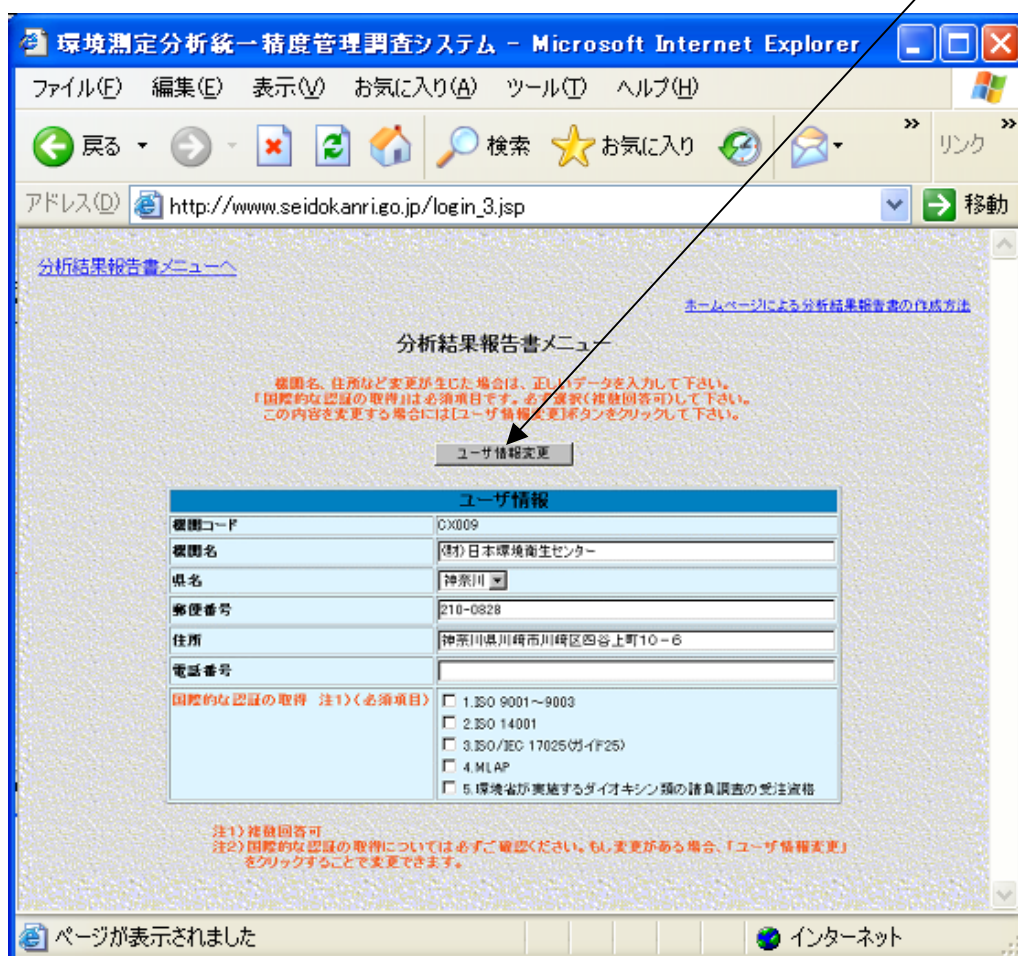 環境測定分析統一精度管理調査システム - Microsoft Internet Explorer
ファイル(F) 編集(E) 表示(V) お気に入り(A) ツール(T) ヘルプ(H)
戻る 検索 お気に入り » リンク »
アドレス(D) http://www.seidokanri.go.jp/login_3.jsp 移動
分析結果報告書メニューへ
ホームページによる分析結果報告書の作成方法
分析結果報告書メニュー
機関名、住所など変更が生じた場合は、正しいデータを入力して下さい。
「国際的な認証の取得」は必須項目です。必ず選択(複数回答可)して下さい。
この内容を変更する場合には[ユーザ情報変更]ボタンをクリックして下さい。
ユーザ情報変更
ユーザ情報
機関コード CX009
機関名 (財)日本環境衛生センター
県名 神奈川
郵便番号 210-0828
住所 神奈川県川崎市川崎区四谷上町10-6
電話番号
国際的な認証の取得 注1)(必須項目) 1.ISO 9001~9003
2.ISO 14001
3.ISO/IEC 17025(ガイド25)
4.MLAP
5.環境省が実施するダイオキシン類の請負調査の受注資格
注1)複数回答可
注2)国際的な認証の取得については必ずご確認ください。もし変更がある場合、「ユーザ情報変更」
をクリックすることで変更できます。
ページが表示されました インターネット